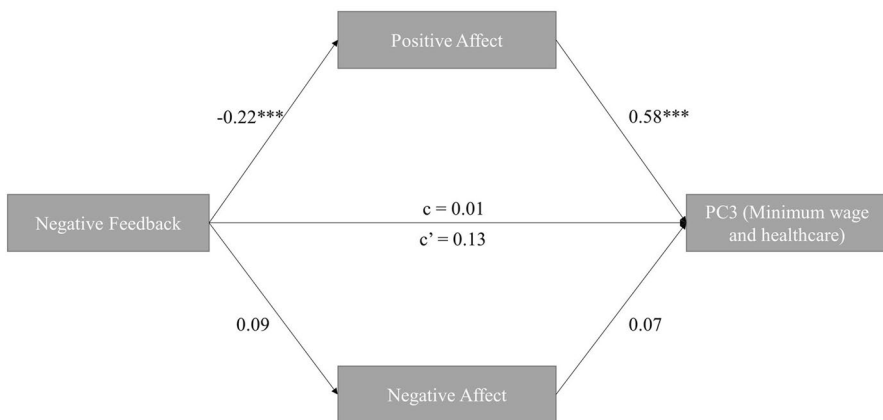 Positive Affect
-0.22***
0.58***
Negative Feedback
c = 0.01
c’ = 0.13
PC3 (Minimum wage
and healthcare)
0.09
0.07
Negative Affect